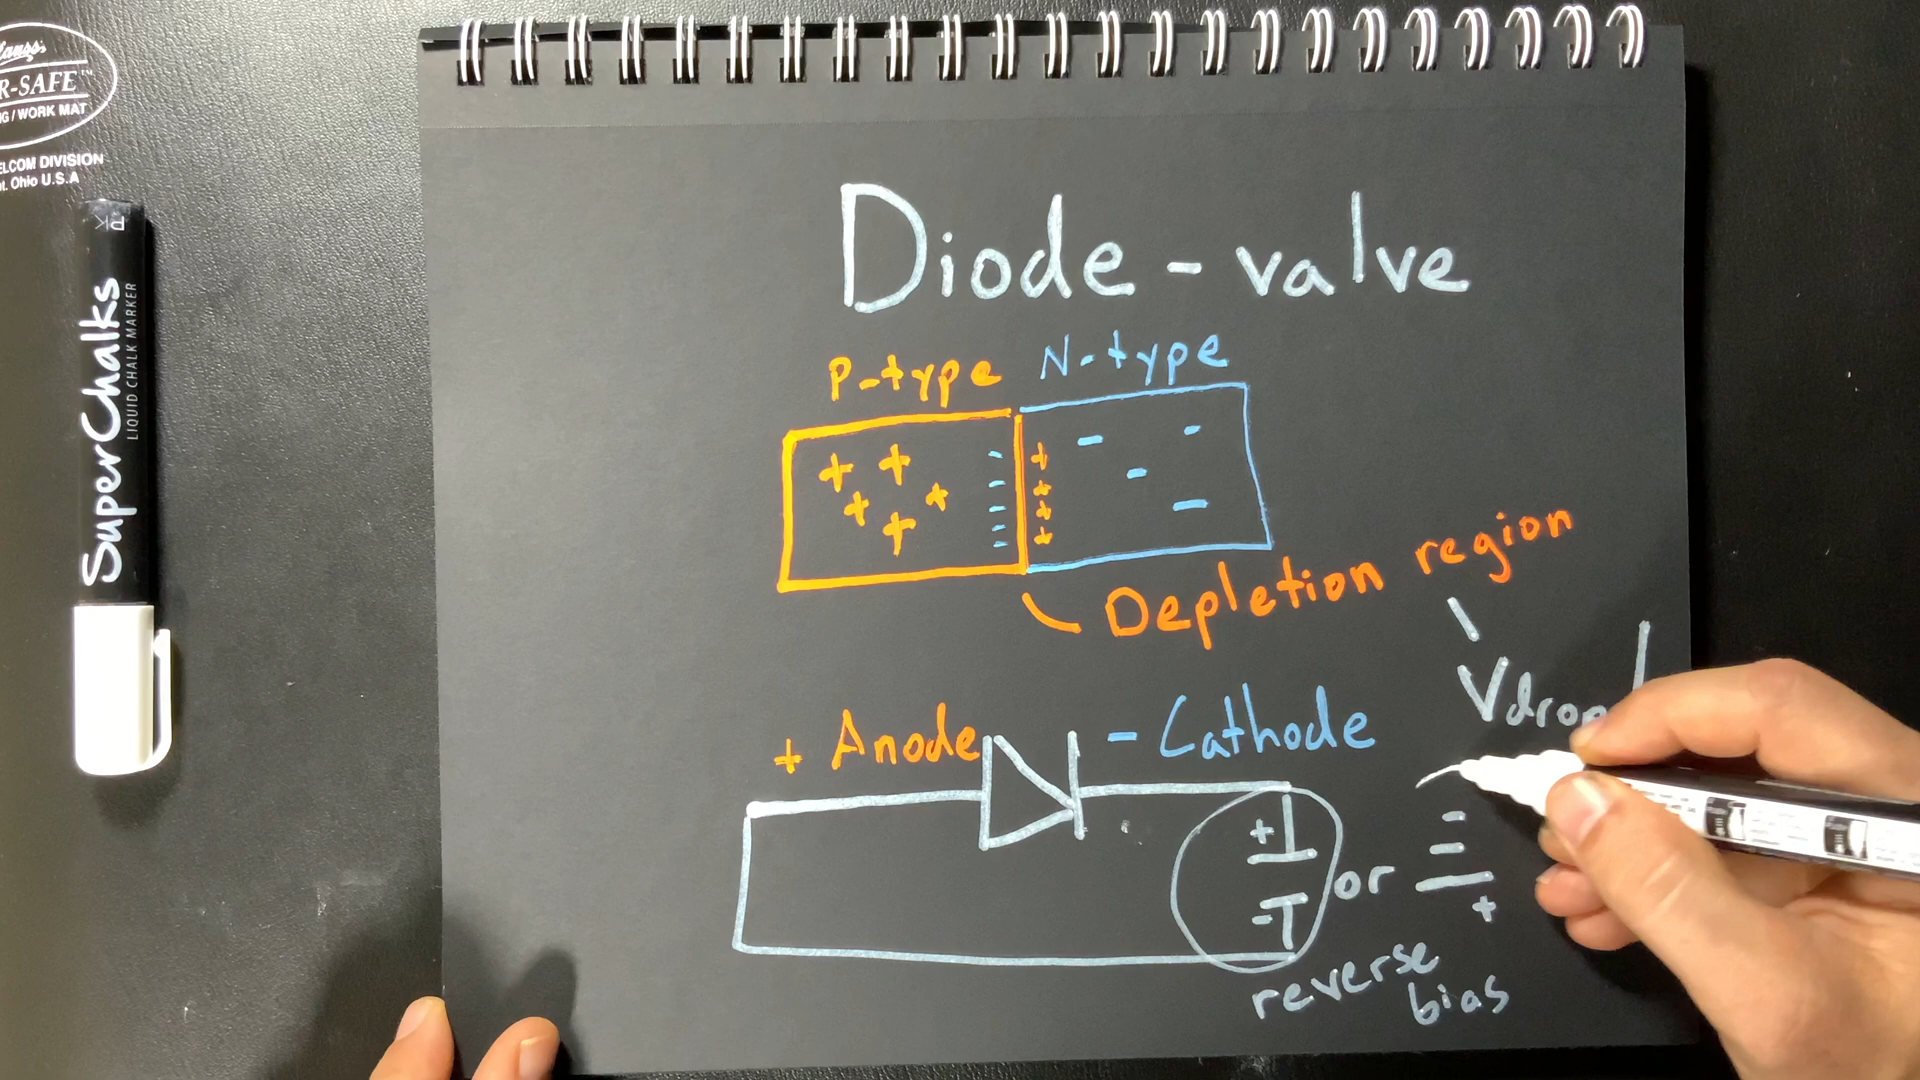 R-SAFE™
G / WORK MAT
ELCOM DIVISION
Ohio U.S.A
SuperChalks
LIQUID CHALK MARKER
Diode - valve
P-type N-type
+ + - - +
+ + - + -
+ - + -
- +
- +
Depletion region
Vdrop
+ Anode - Cathode
+
- or - +
reverse
bias